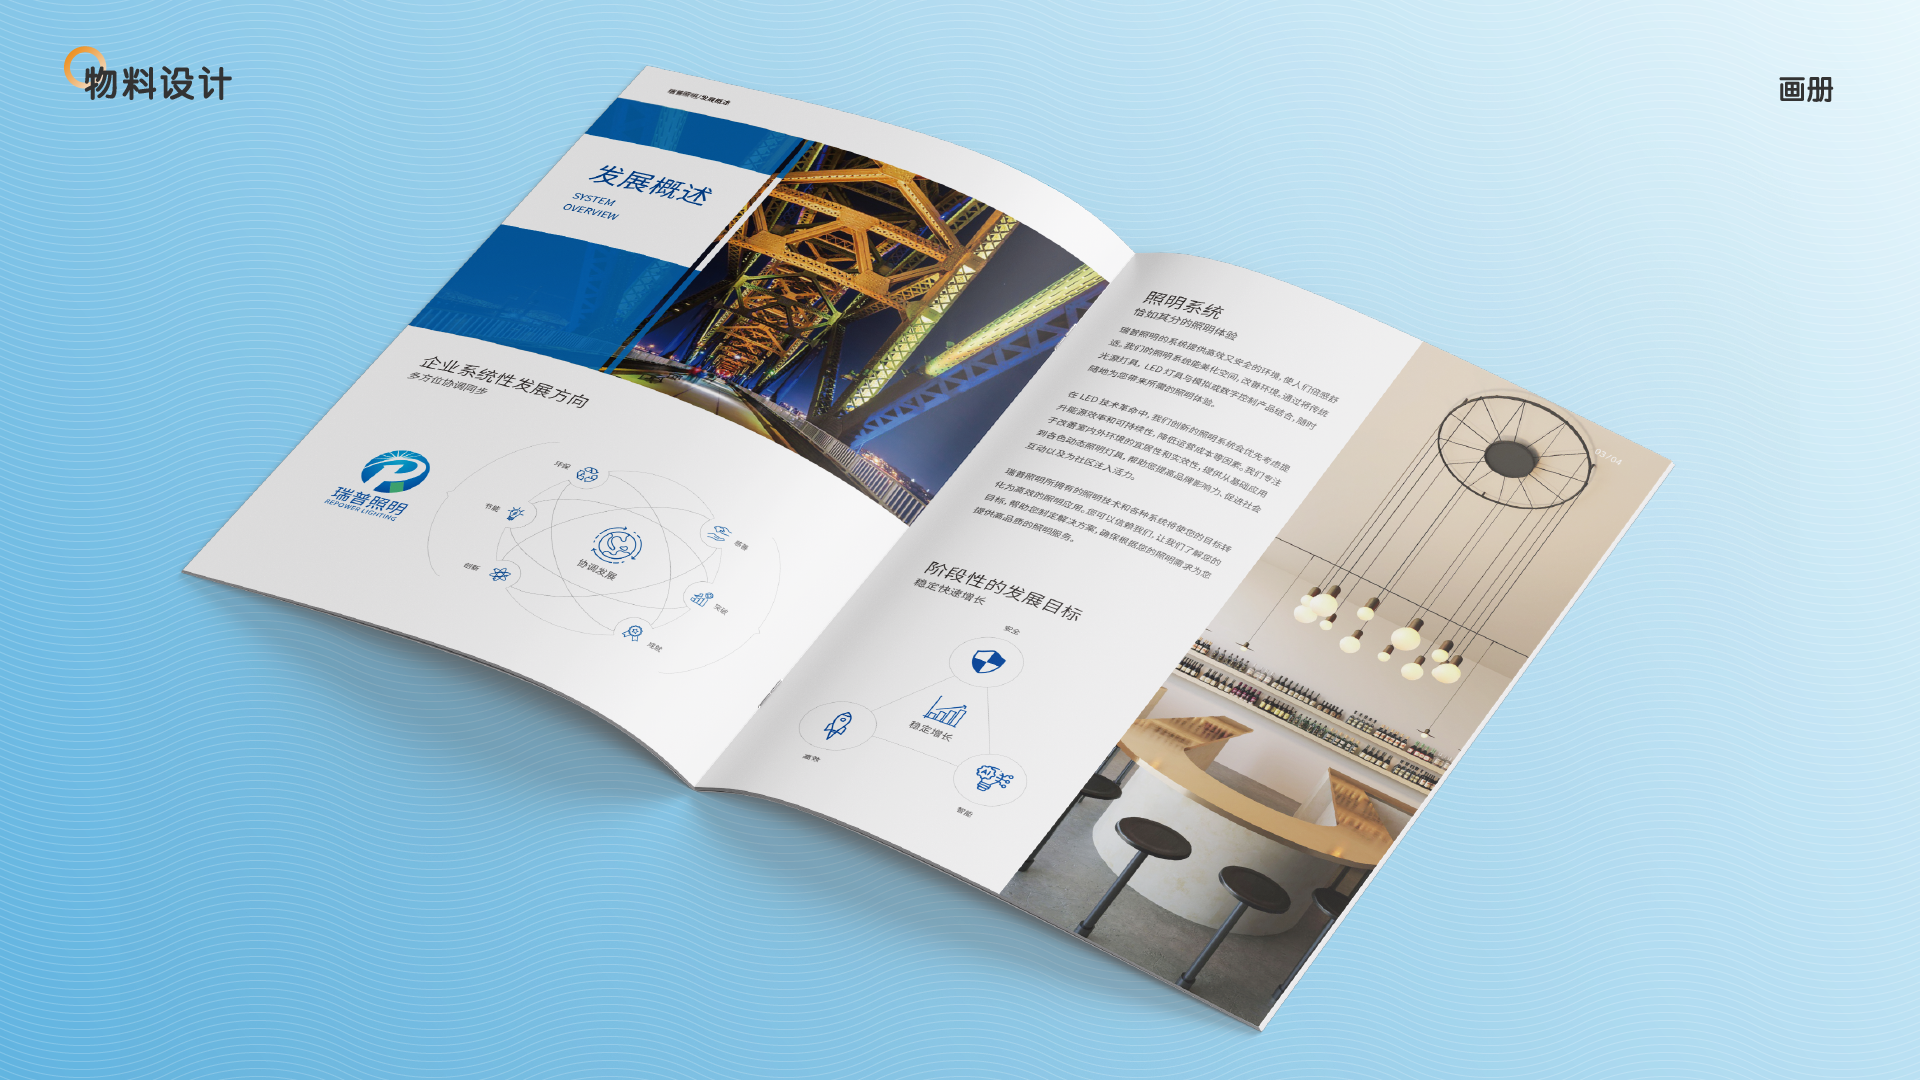 物料设计
画册
瑞普照明/发展概述
发展概述
SYSTEM
OVERVIEW
企业系统性发展方向
多方位协调同步
瑞普照明
REPOWER LIGHTING
环保
节能
创新
协调发展
慈善
突破
成就
照明系统
恰如其分的照明体验
瑞普照明的系统提供高效又安全的环境，使人们倍感舒
适。我们的照明系统能美化空间，改善环境。通过将传统
光源灯具，LED 灯具与模拟或数字控制产品结合，随时
随地为您带来所需的照明体验。
在 LED 技术革命中，我们创新的照明系统会优先考虑提
升能源效率和可持续性，降低运营成本等因素。我们专注
于改善室内外环境的宜居性和实效性，提供从基础应用
到各色动态照明灯具，帮助您提高品牌影响力，促进社会
互动以及为社区注入活力。
瑞普照明所拥有的照明技术和各种系统将使您的目标转
化为高效的照明应用。您可以信赖我们，让我们了解您的
目标，帮助您制定解决方案，确保根据您的照明需求为您
提供高品质的照明服务。
阶段性的发展目标
稳定快速增长
安全
稳定增长
高效
AI
智能
03/04